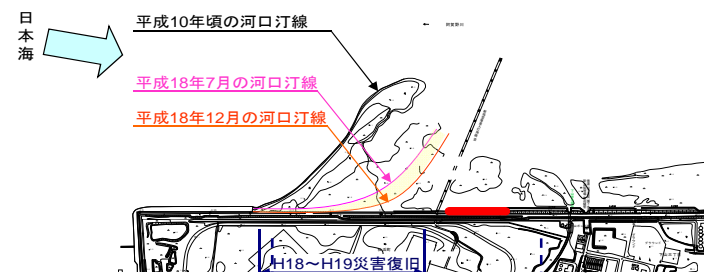 日本海
平成10年頃の河口汀線
平成18年7月の河口汀線
平成18年12月の河口汀線
H18～H19災害復旧